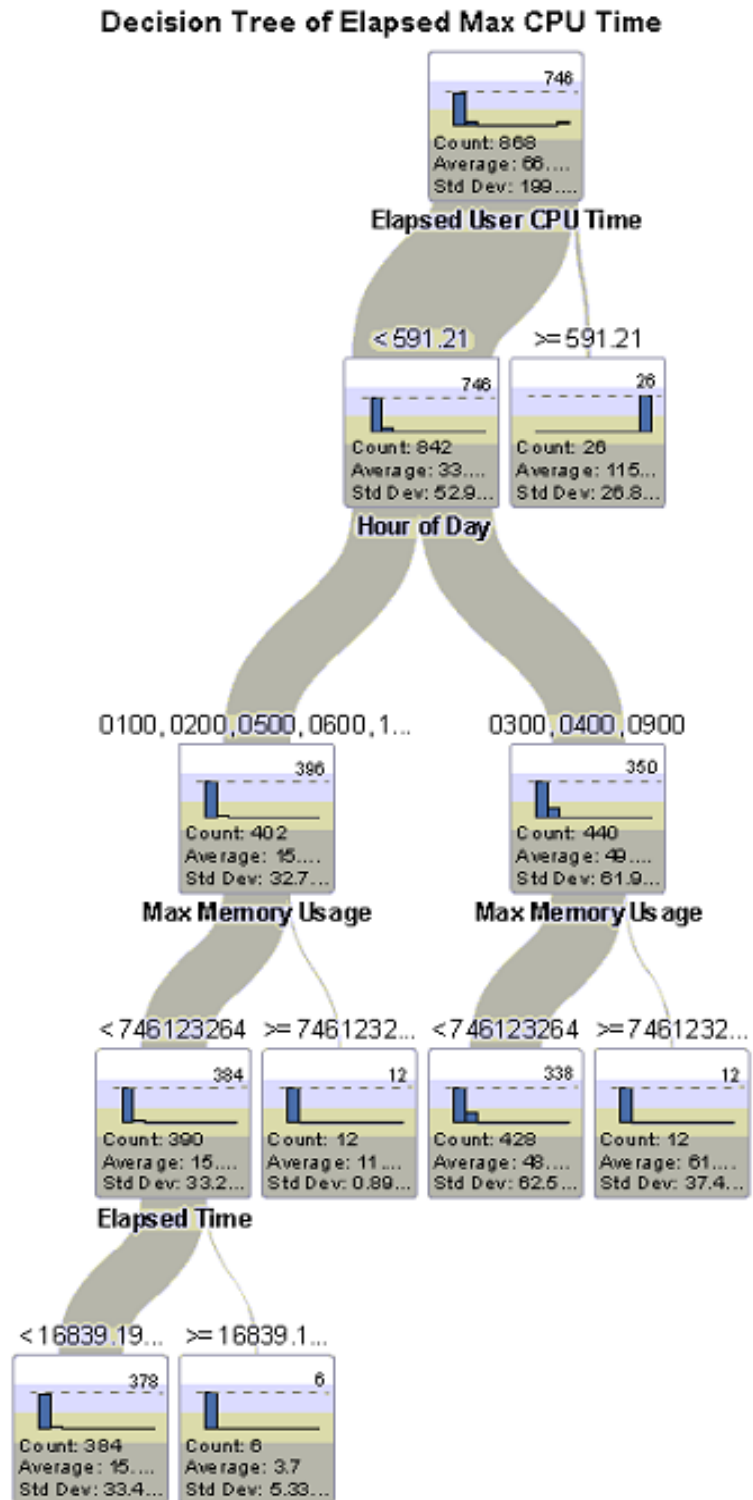 Decision Tree of Elapsed Max CPU Time
746
Count: 868
Average: 66....
Std Dev: 199....
Elapsed User CPU Time
<591.21 >=591.21
746
Count: 842
Average: 33....
Std Dev: 52.9...
26
Count: 26
Average: 115...
Std Dev: 26.8...
Hour of Day
0100,0200,0500,0600,1... 0300,0400,0900
396
Count: 402
Average: 15....
Std Dev: 32.7...
350
Count: 440
Average: 49....
Std Dev: 61.9...
Max Memory Usage Max Memory Usage
<746123264 >=7461232... <746123264 >=7461232...
384
Count: 390
Average: 15....
Std Dev: 33.2...
12
Count: 12
Average: 11....
Std Dev: 0.89...
338
Count: 428
Average: 48....
Std Dev: 62.5...
12
Count: 12
Average: 61....
Std Dev: 37.4...
Elapsed Time
<16839.19... >=16839.1...
378
Count: 384
Average: 15....
Std Dev: 33.4...
6
Count: 6
Average: 3.7
Std Dev: 5.33...